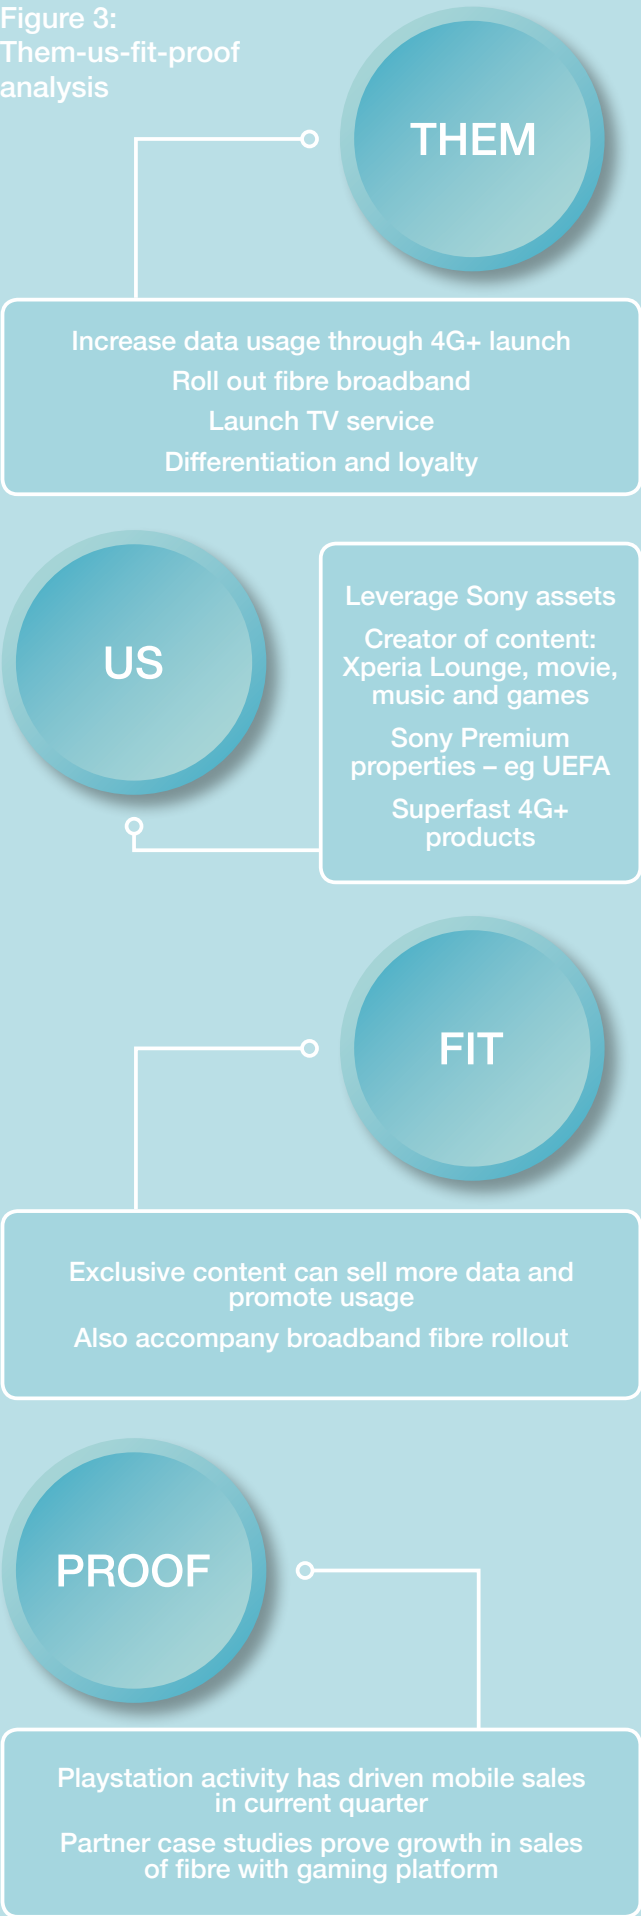 Figure 3:
Them-us-fit-proof
analysis
THEM
Increase data usage through 4G+ launch
Roll out fibre broadband
Launch TV service
Differentiation and loyalty
US
Leverage Sony assets
Creator of content:
Xperia Lounge, movie,
music and games
Sony Premium
properties – eg UEFA
Superfast 4G+
products
FIT
Exclusive content can sell more data and
promote usage
Also accompany broadband fibre rollout
PROOF
Playstation activity has driven mobile sales
in current quarter
Partner case studies prove growth in sales
of fibre with gaming platform